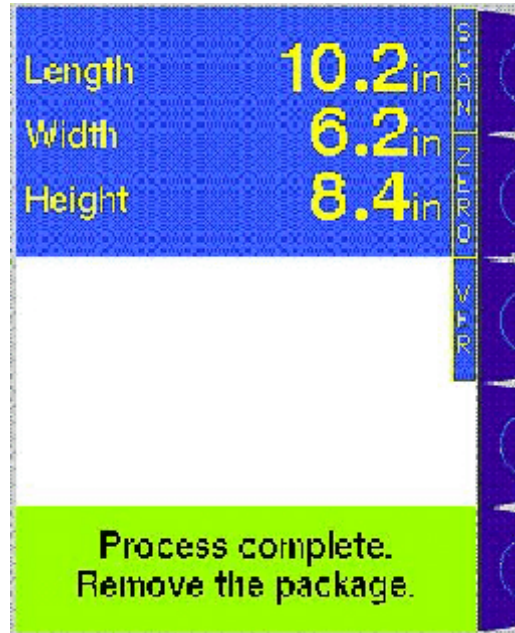 Length 10.2in
Width 6.2in
Height 8.4in
SCAN
ZERO
VER
Process complete.
Remove the package.